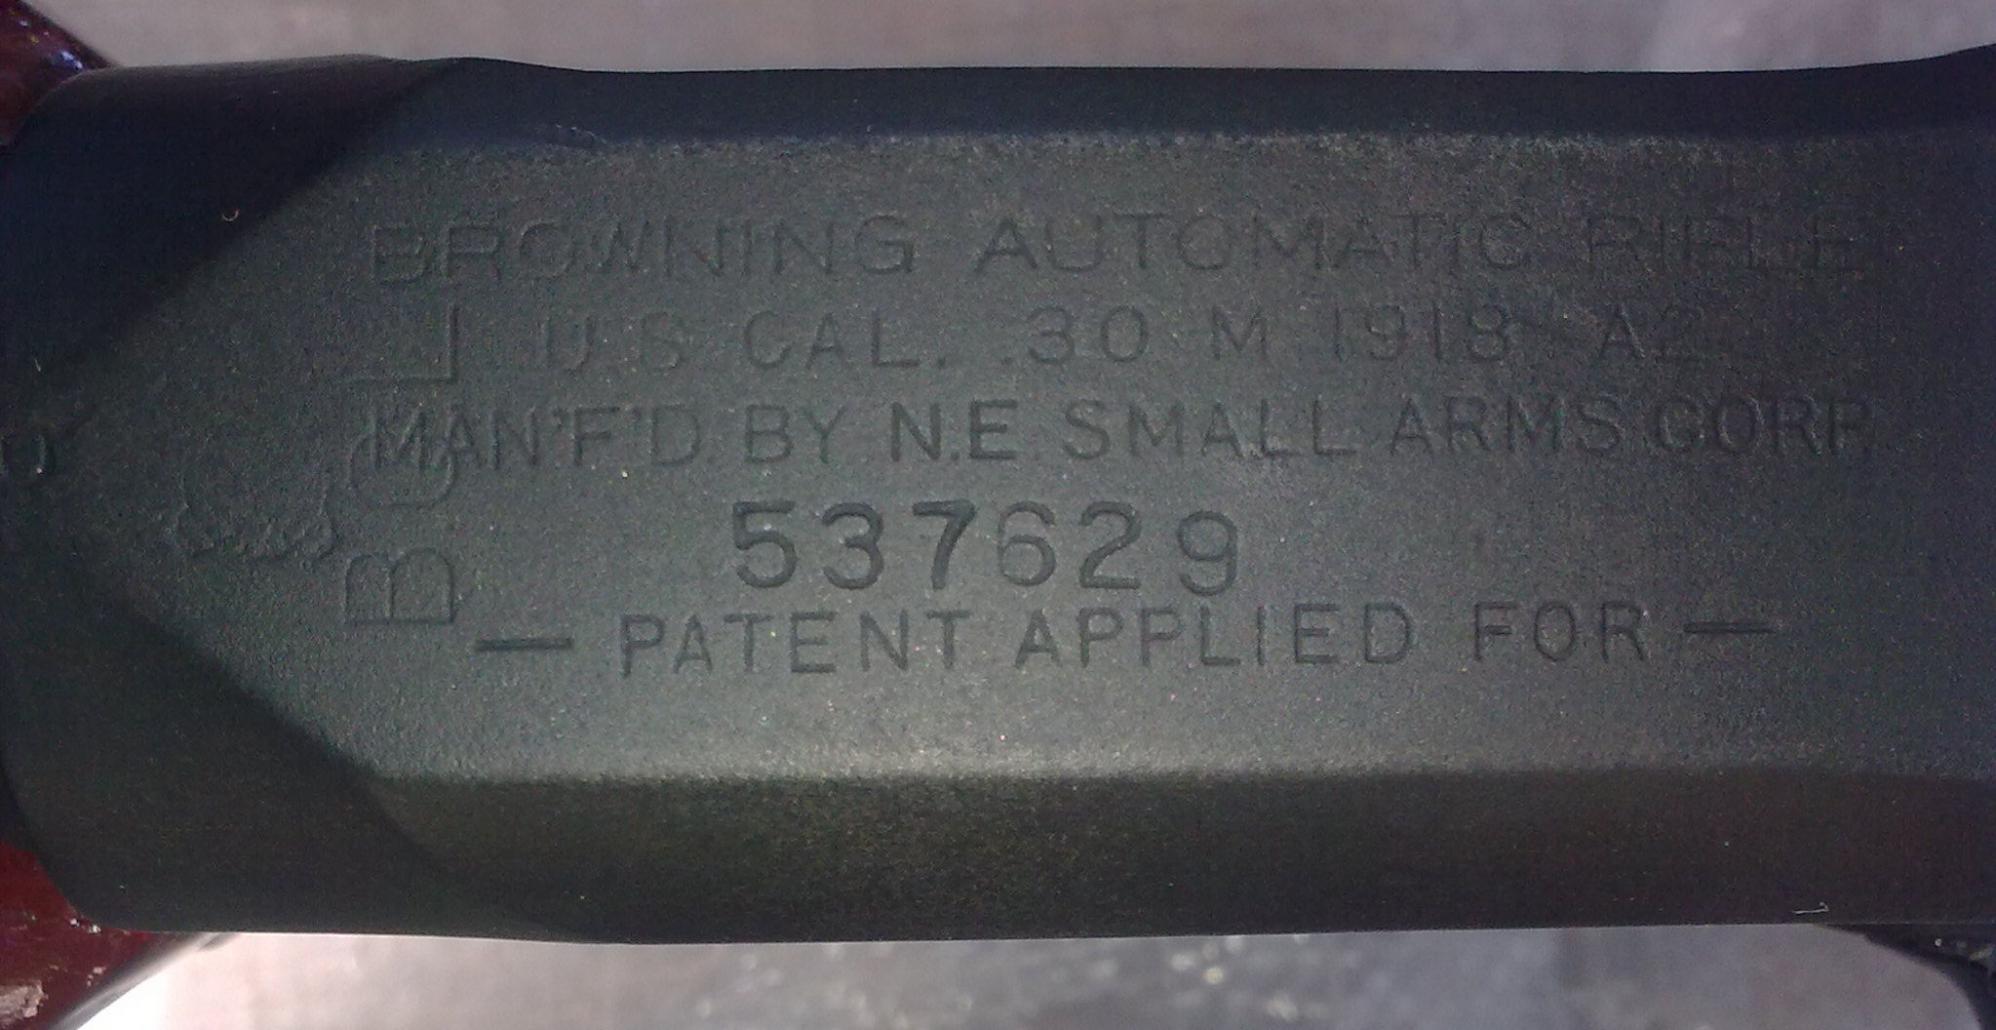 BROWNING AUTOMATIC RIFLE
U S CAL. .30 M 1918 A2
MAN'F'D. BY N.E. SMALL ARMS CORP.
537629
— PATENT APPLIED FOR —